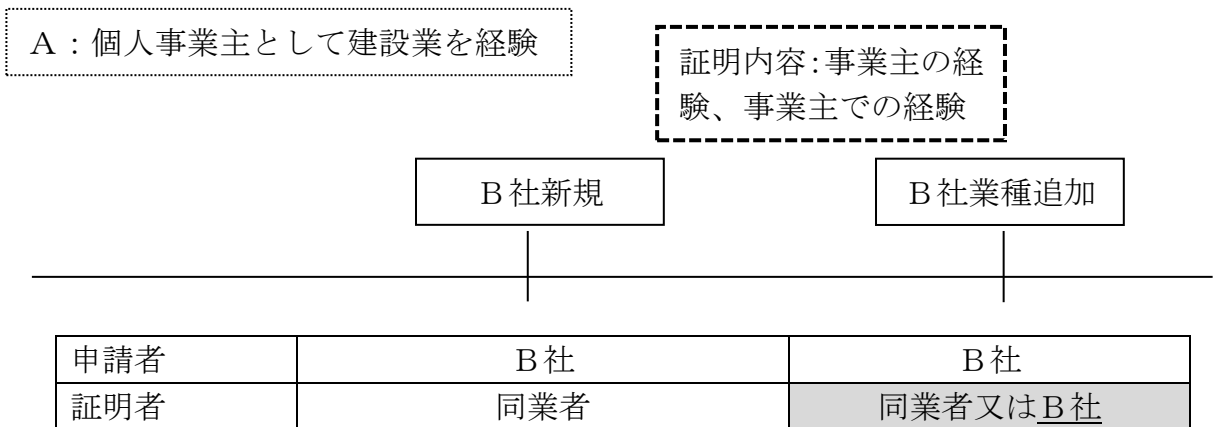 A：個人事業主として建設業を経験
証明内容：事業主の経
験、事業主での経験
B社新規
B社業種追加
申請者 B社 B社
証明者 同業者 同業者又はB社